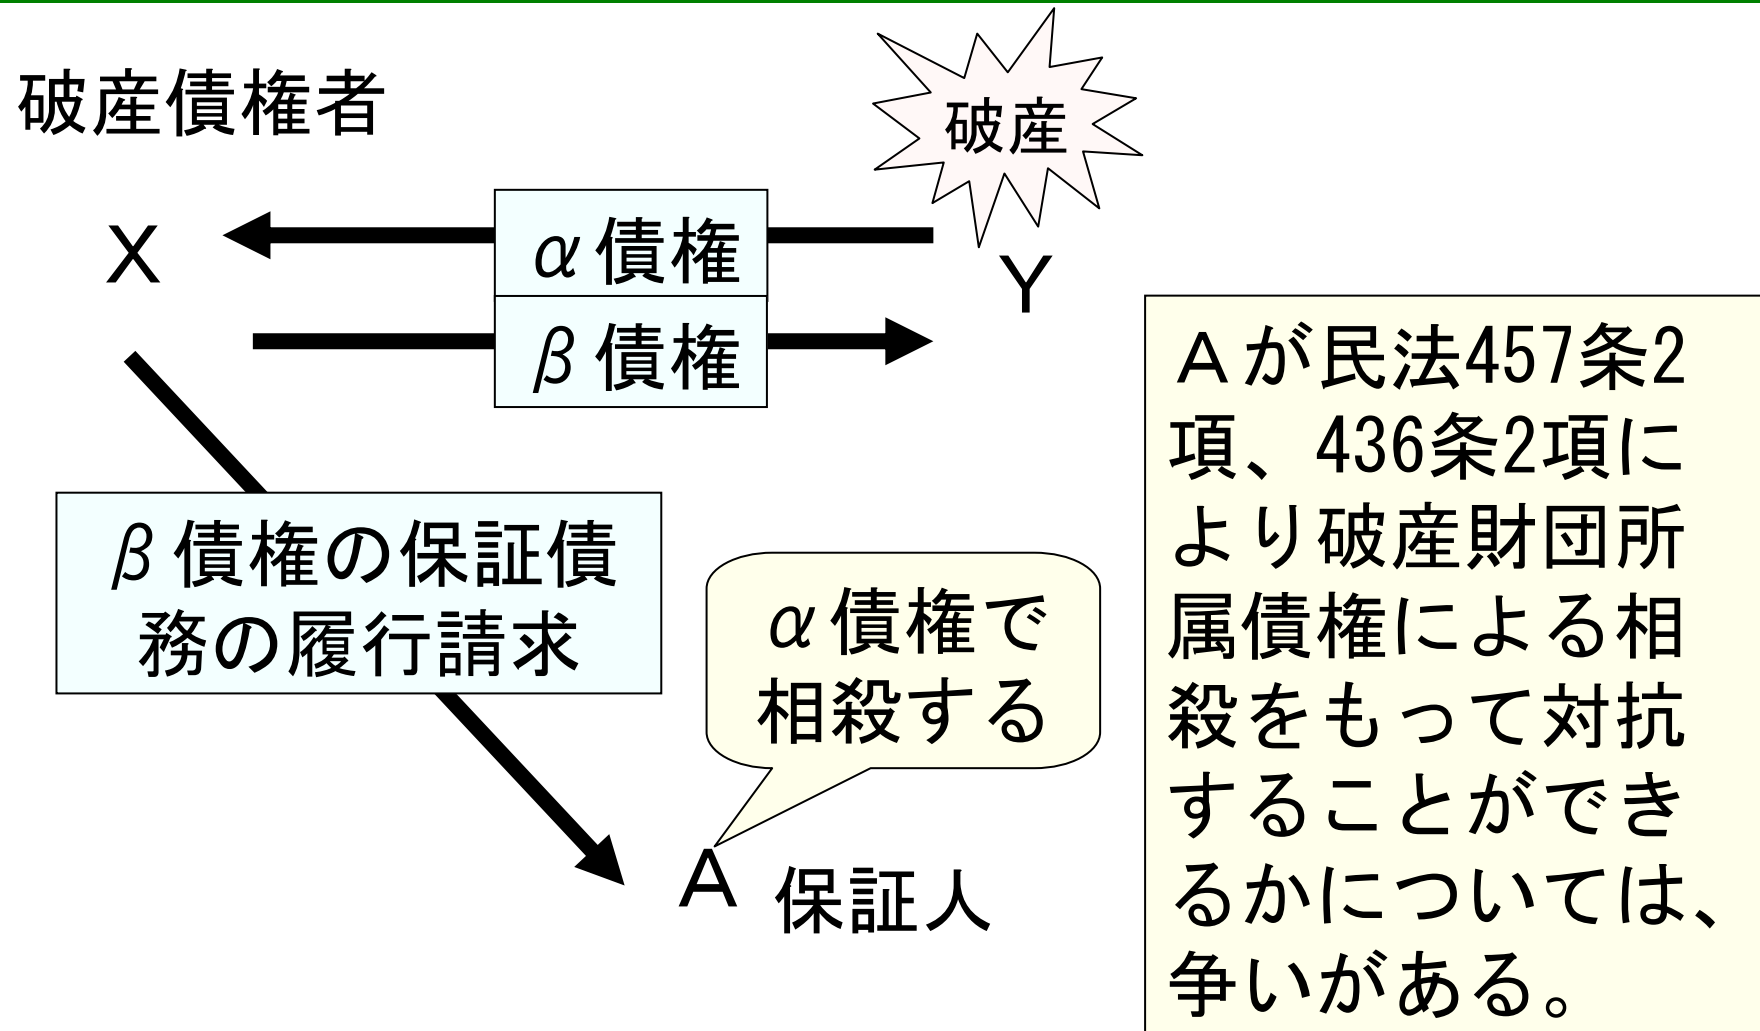 破産債権者
破産
X
α債権
Y
β債権
β債権の保証債
務の履行請求
α債権で
相殺する
A 保証人
Aが民法457条2
項、436条2項に
より破産財団所
属債権による相
殺をもって対抗
することができ
るかについては、
争いがある。